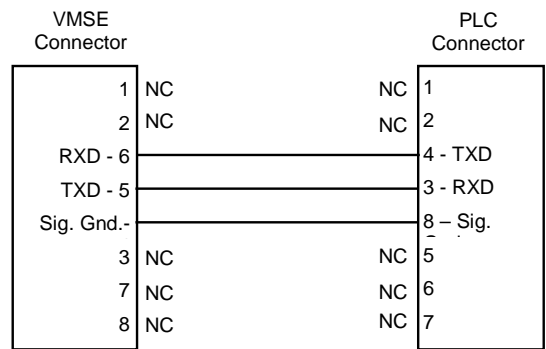 VMSE
Connector
PLC
Connector
1 NC NC 1
2 NC NC 2
RXD - 6 4 - TXD
TXD - 5 3 - RXD
Sig. Gnd.- 8 – Sig.
3 NC NC 5
7 NC NC 6
8 NC NC 7